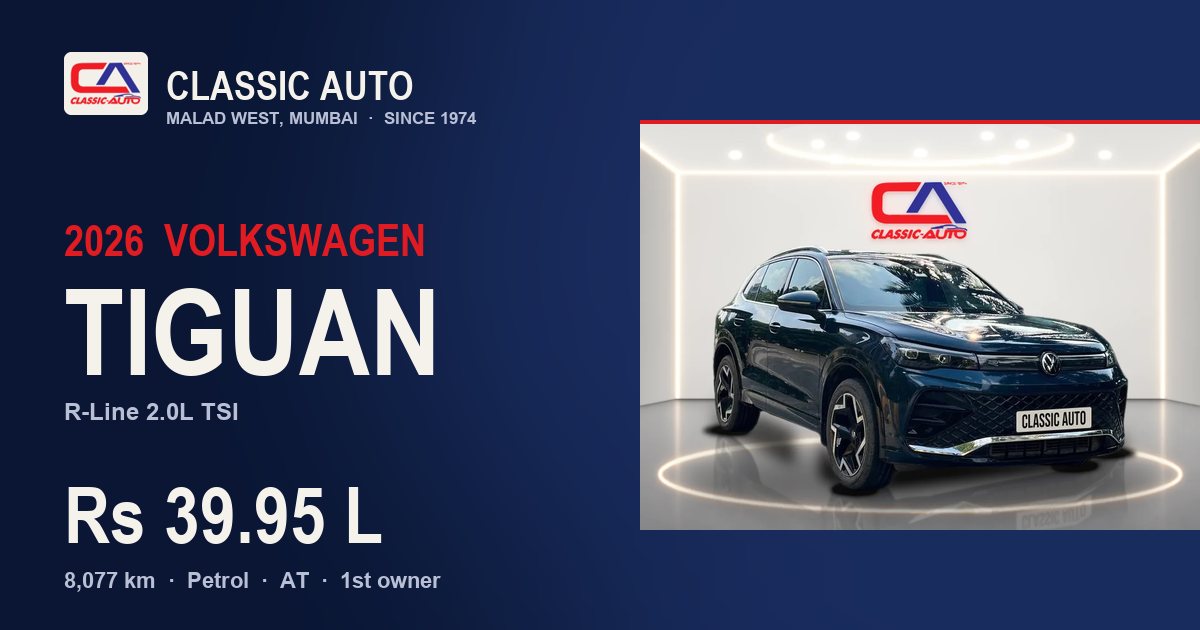 CA
CLASSIC-AUTO
CLASSIC AUTO
MALAD WEST, MUMBAI · SINCE 1974
2026 VOLKSWAGEN
TIGUAN
R-Line 2.0L TSI
Rs 39.95 L
8,077 km · Petrol · AT · 1st owner
CA
CLASSIC-AUTO
CLASSIC AUTO